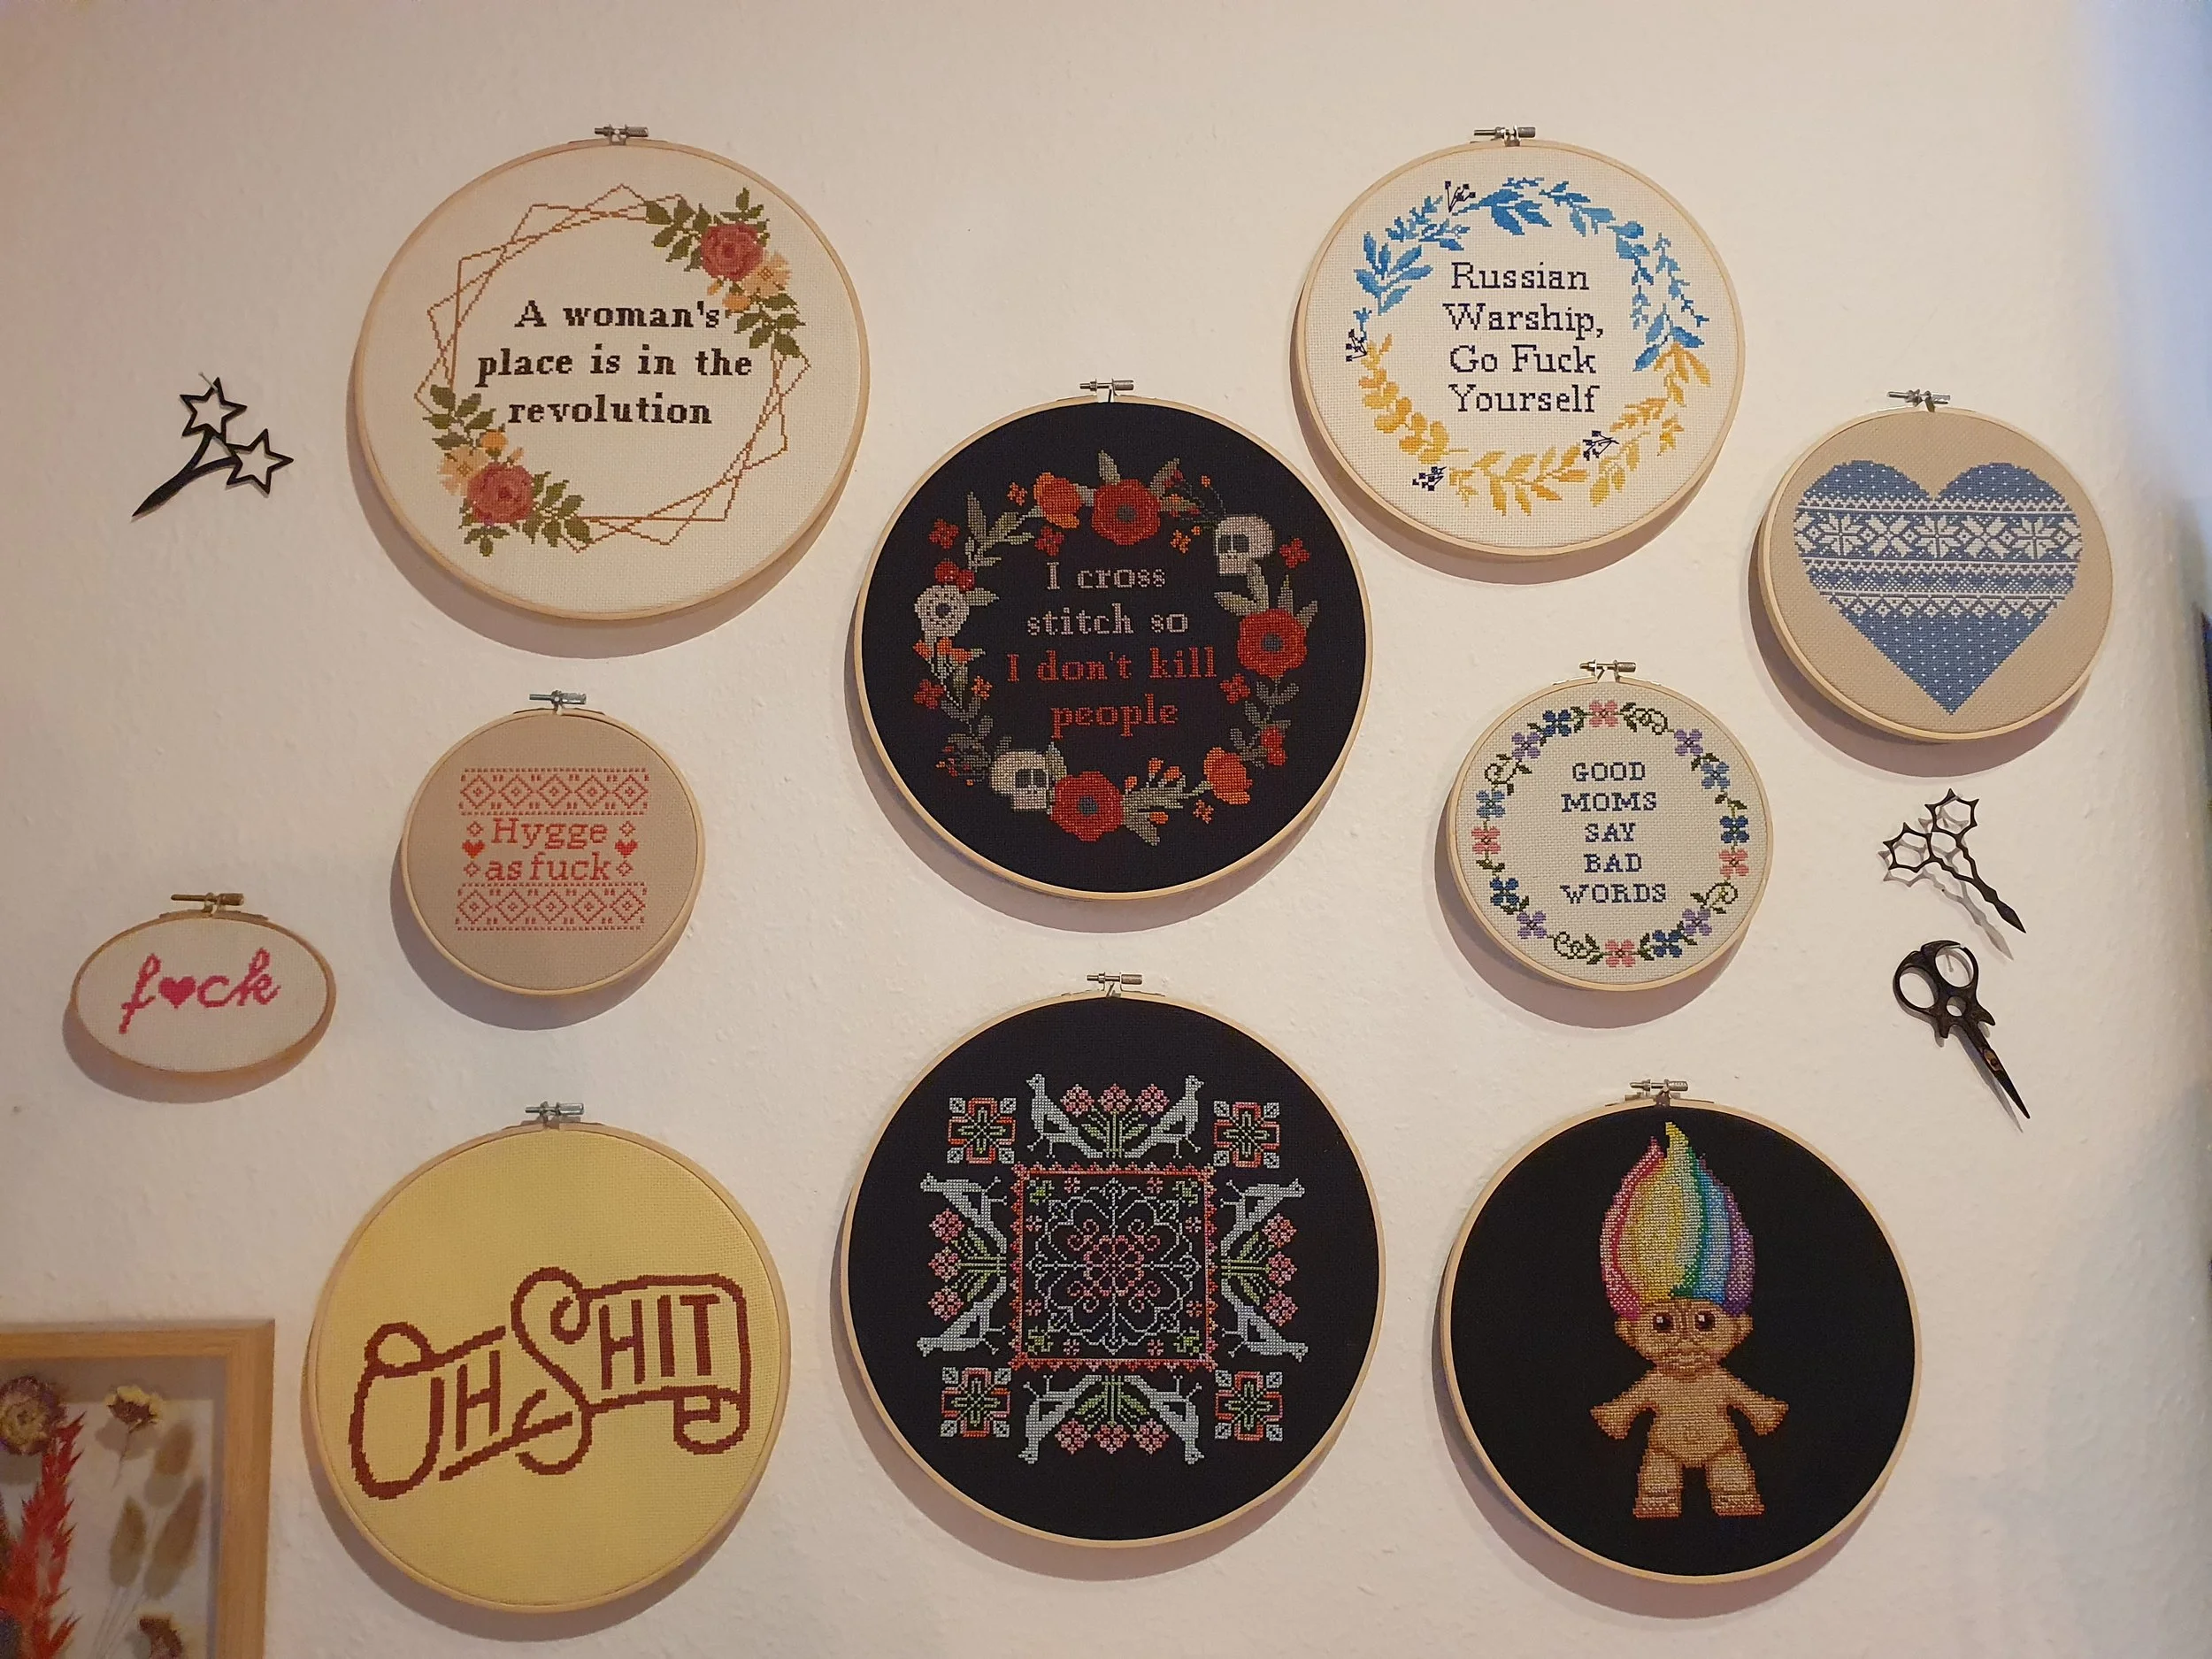 A woman's
place is in the
revolution
Russian
Warship,
Go Fuck
Yourself
I cross
stitch so
I don't kill
people
Hygge
as fuck
GOOD
MOMS
SAY
BAD
WORDS
f♥ck
OH SHIT